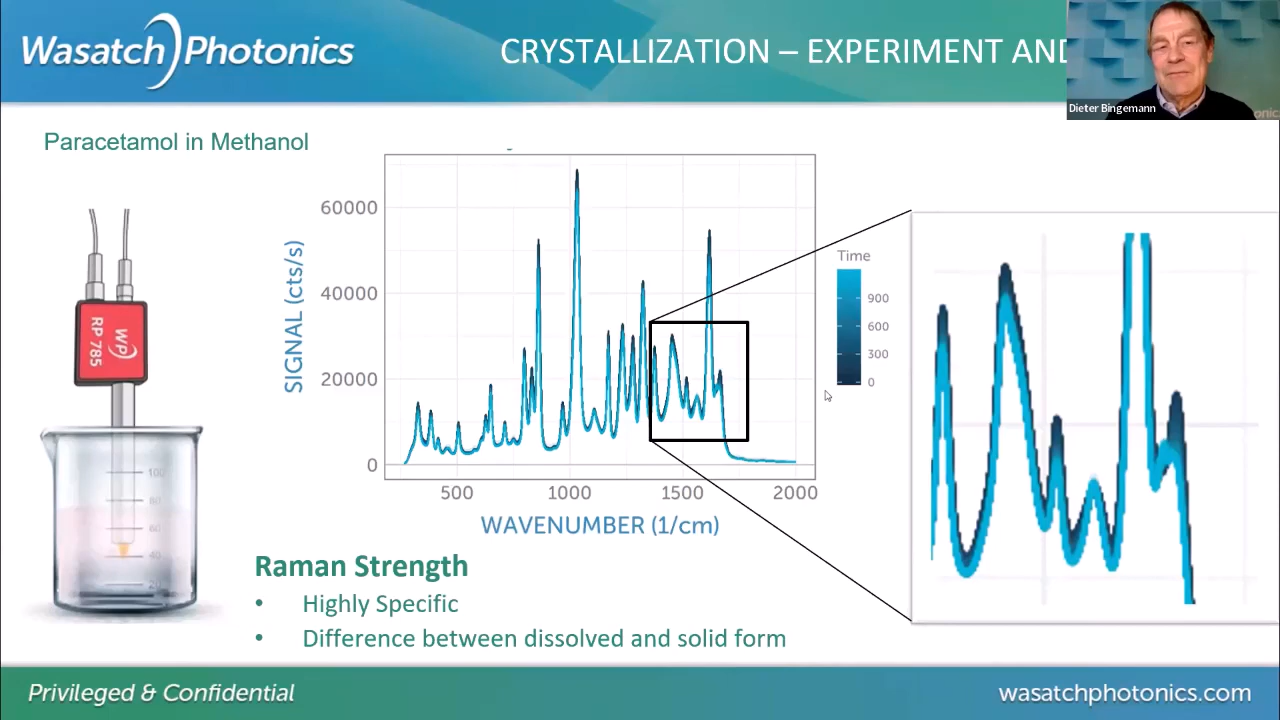 Wasatch Photonics
CRYSTALLIZATION – EXPERIMENT AND
Dieter Bingemann
Paracetamol in Methanol
60000
40000
20000
0
SIGNAL (cts/s)
500 1000 1500 2000
WAVENUMBER (1/cm)
Time
900
600
300
0
WP
RP 785
100
80
60
40
Raman Strength
• Highly Specific
• Difference between dissolved and solid form
Privileged & Confidential
wasatchphotonics.com